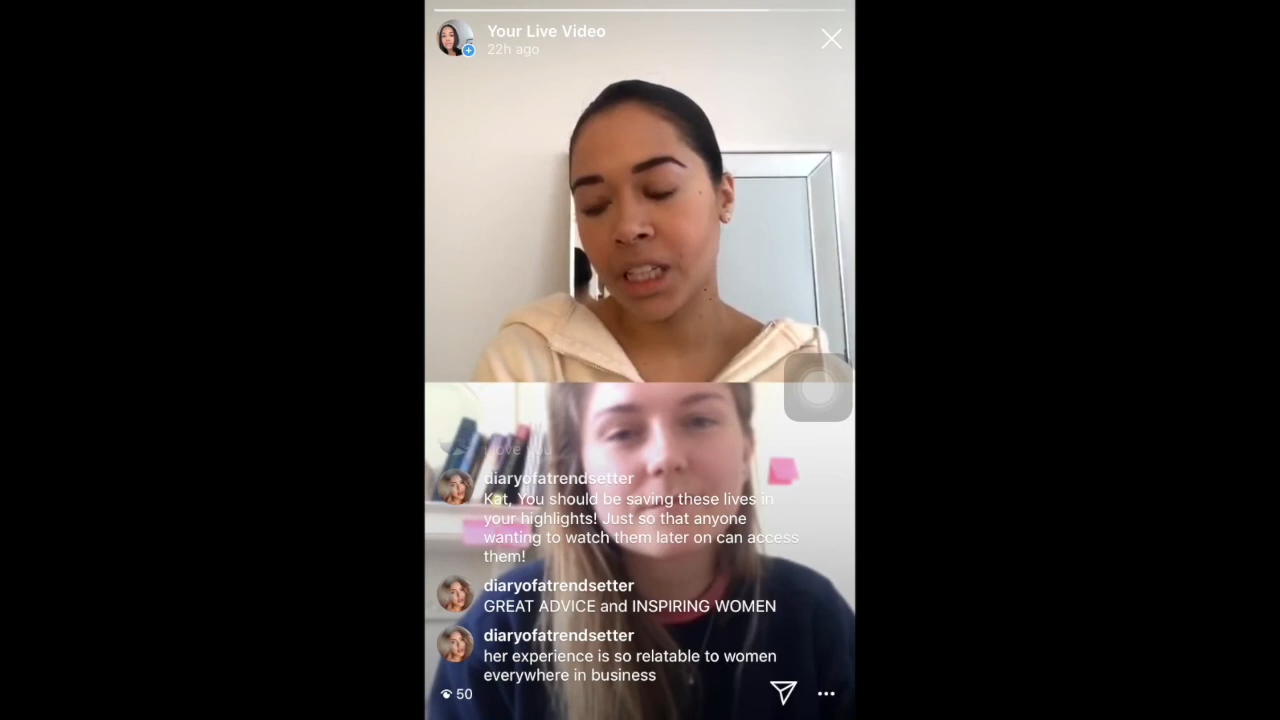 Your Live Video
22h ago
love you
diaryofatrendsetter
Kat, You should be saving these lives in
your highlights! Just so that anyone
wanting to watch them later on can access
them!
diaryofatrendsetter
GREAT ADVICE and INSPIRING WOMEN
diaryofatrendsetter
her experience is so relatable to women
everywhere in business
50